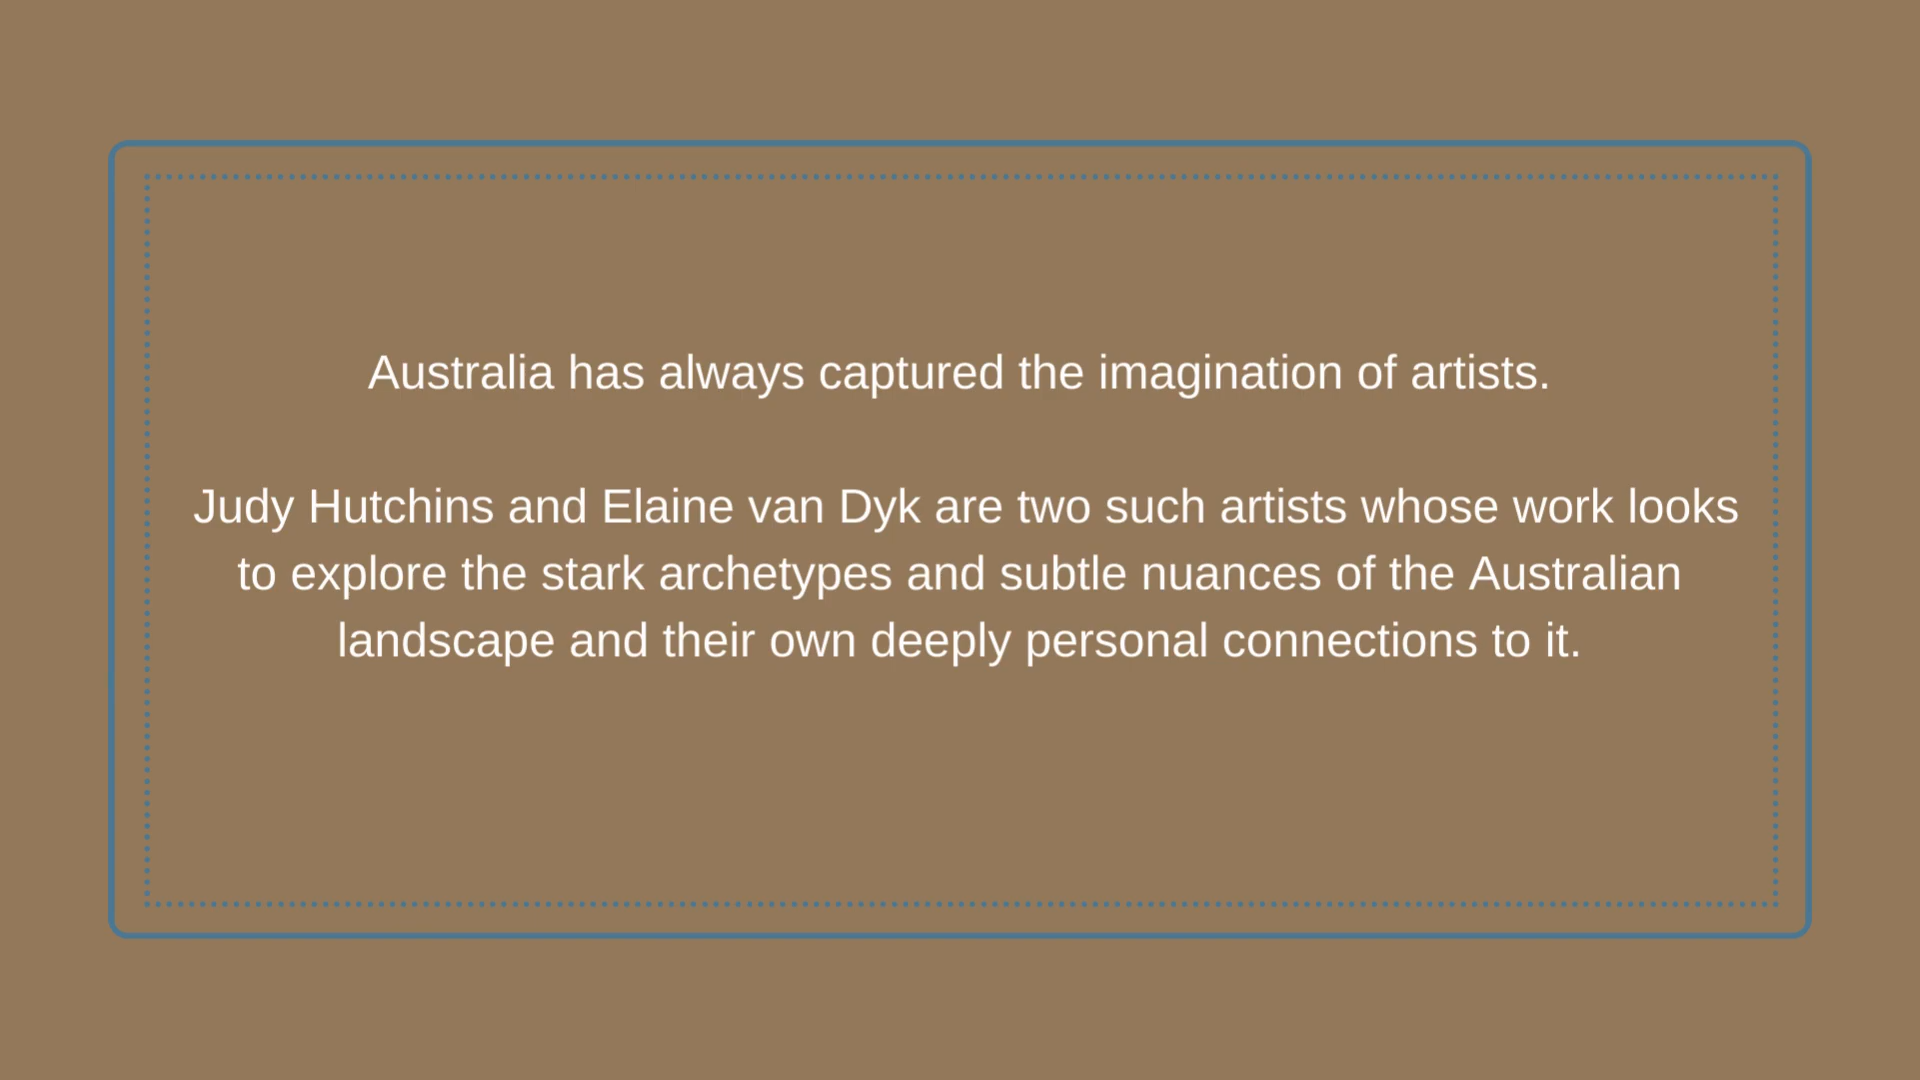 Australia has always captured the imagination of artists.
Judy Hutchins and Elaine van Dyk are two such artists whose work looks
to explore the stark archetypes and subtle nuances of the Australian
landscape and their own deeply personal connections to it.